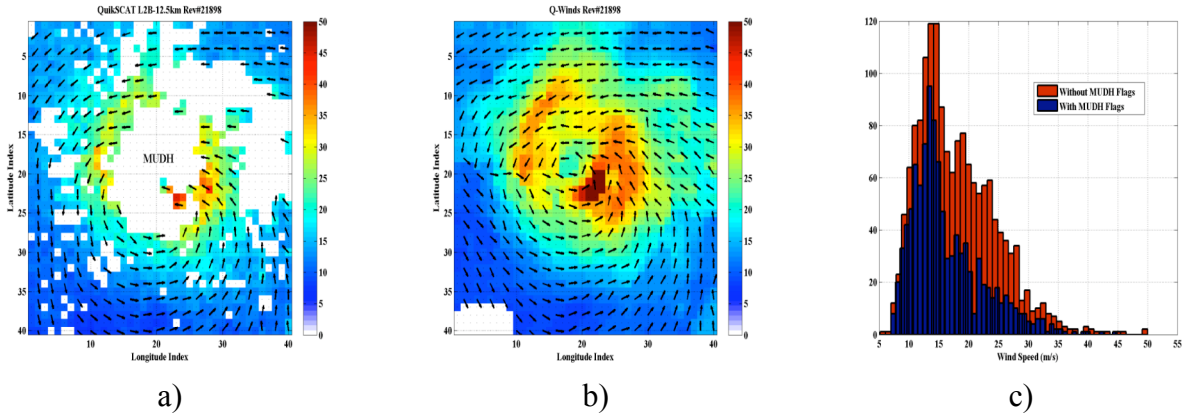 QuikSCAT L2B-12.5km Rev#21898
Latitude Index
5
10
15
20
25
30
35
40
MUDH
10 20 30 40
Longitude Index
50
45
40
35
30
25
20
15
10
5
0
a)
Q-Winds Rev#21898
Latitude Index
5
10
15
20
25
30
35
40
10 20 30 40
Longitude Index
50
45
40
35
30
25
20
15
10
5
0
b)
120
100
80
60
40
20
0
Without MUDH Flags
With MUDH Flags
5 10 15 20 25 30 35 40 45 50 55
Wind Speed (m/s)
c)